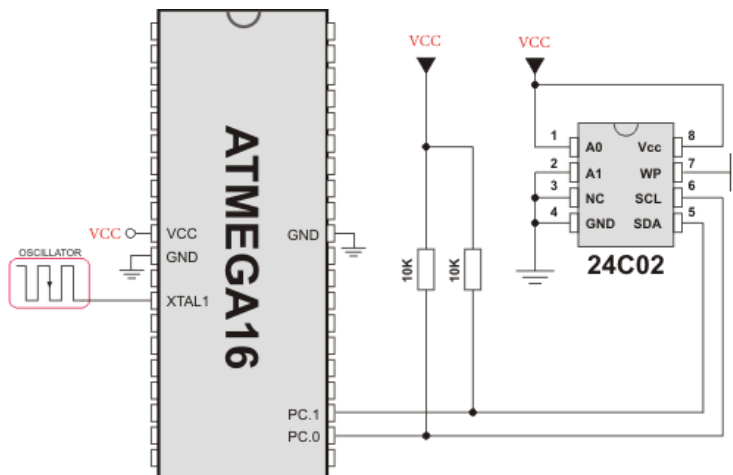 VCC
VCC
ATMEGA16
VCC
VCC
GND
GND
OSCILLATOR
XTAL1
PC.1
PC.0
10K
10K
1
A0
Vcc
8
2
A1
WP
7
3
NC
SCL
6
4
GND
SDA
5
24C02